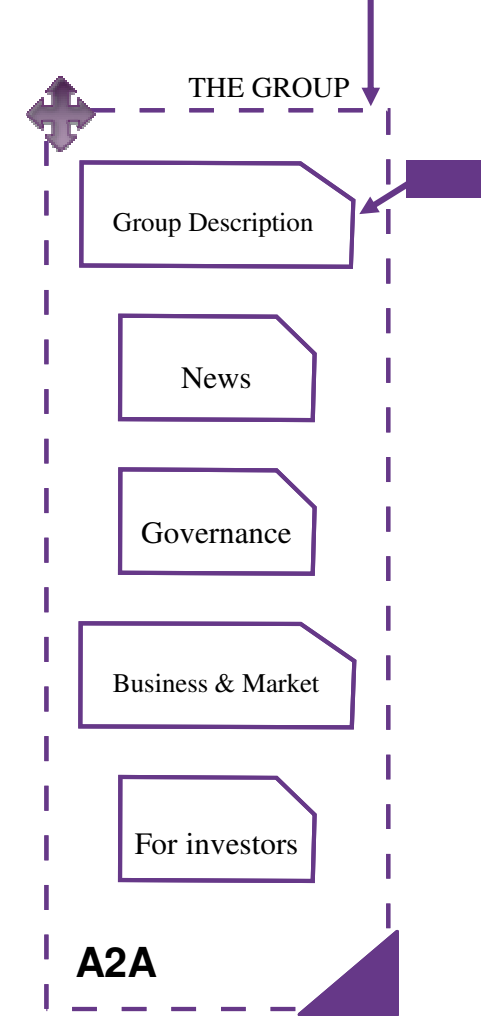 THE GROUP
Group Description
News
Governance
Business & Market
For investors
A2A